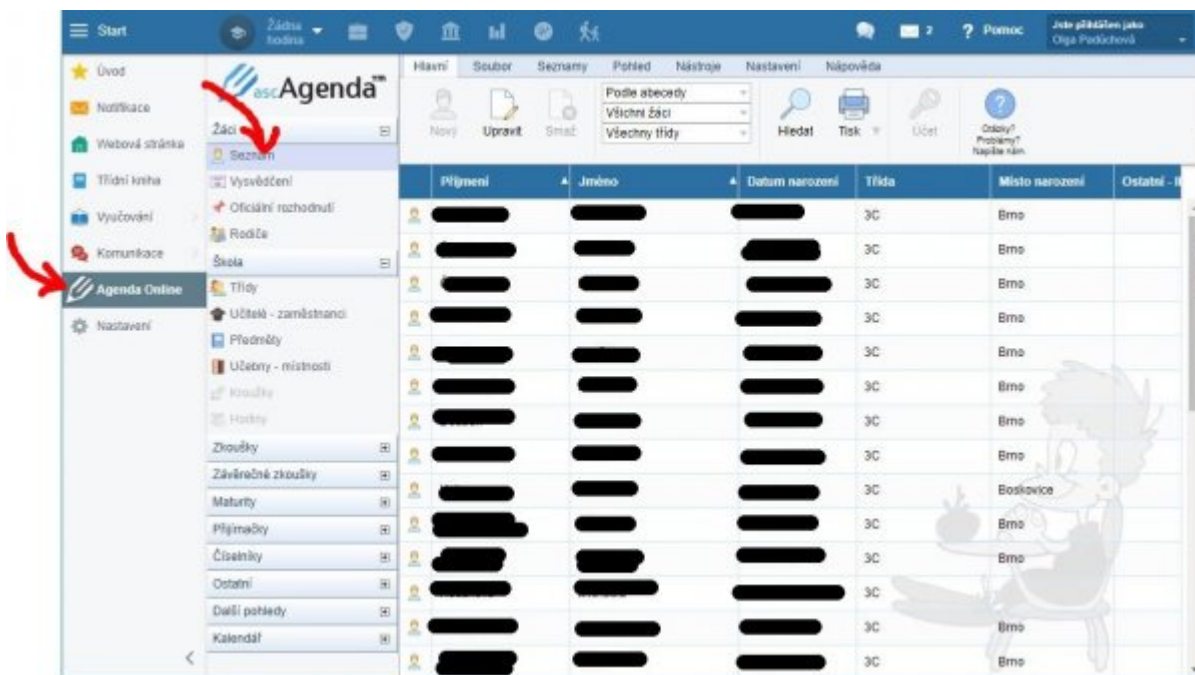 Start
Žádná
hodina
2
? Pomoc
Jste přihlášen jako
Olga Padúchová
Úvod
Notifikace
Webová stránka
Třídní kniha
Vyučování
Komunikace
Agenda Online
Nastavení
ascAgenda™
Žáci
Seznam
Vysvědčení
Oficiální rozhodnutí
Rodiče
Škola
Třídy
Učitelé - zaměstnanci
Předměty
Učebny - místnosti
Kroužky
Hodiny
Zkoušky
Závěrečné zkoušky
Maturity
Přijímačky
Číselníky
Ostatní
Další pohledy
Kalendář
Hlavní Soubor Seznamy Pohled Nástroje Nastavení Nápověda
Nový Upravit Smaž
Podle abecedy
Všichni žáci
Všechny třídy
Hledat Tisk Účet
Otázky?
Problémy?
Napište nám.
Příjmení Jméno Datum narození Třída Místo narození Ostatní -
3C Brno
3C Brno
3C Brno
3C Brno
3C Brno
3C Brno
3C Brno
3C Brno
3C Boskovice
3C Brno
3C Brno
3C
3C Brno
3C Brno